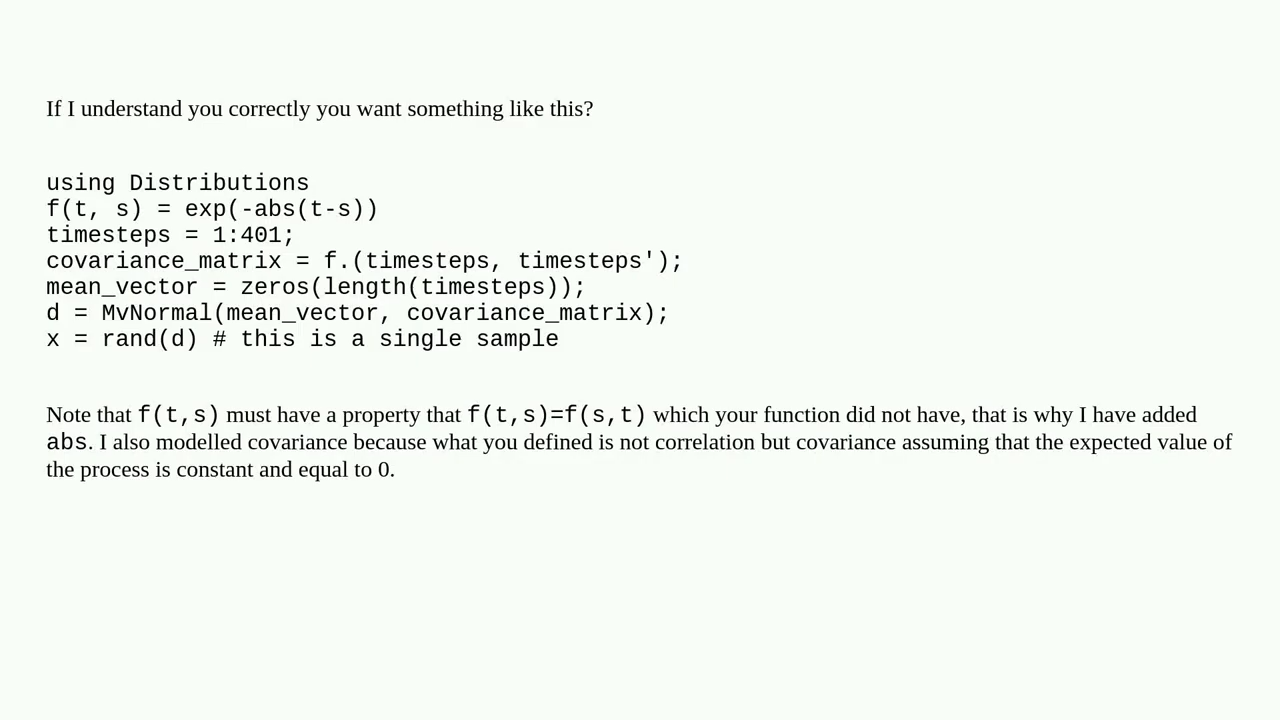 If I understand you correctly you want something like this?
using Distributions
f(t, s) = exp(-abs(t-s))
timesteps = 1:401;
covariance_matrix = f.(timesteps, timesteps');
mean_vector = zeros(length(timesteps));
d = MvNormal(mean_vector, covariance_matrix);
x = rand(d) # this is a single sample
Note that f(t,s) must have a property that f(t,s)=f(s,t) which your function did not have, that is why I have added
abs. I also modelled covariance because what you defined is not correlation but covariance assuming that the expected value of
the process is constant and equal to 0.